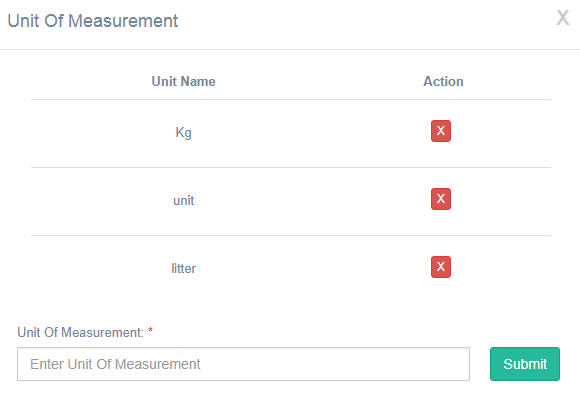 Unit Of Measurement X
Unit Name Action
Kg X
unit X
litter X
Unit Of Measurement: *
Enter Unit Of Measurement Submit